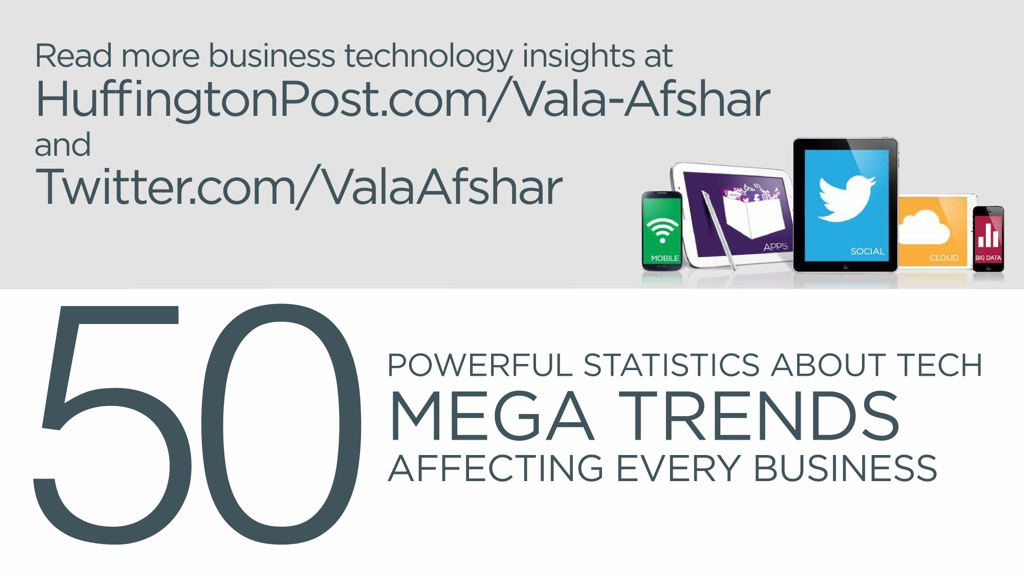 Read more business technology insights at
HuffingtonPost.com/Vala-Afshar
and
Twitter.com/ValaAfshar
MOBILE
APPS
SOCIAL
CLOUD
BIG DATA
50
POWERFUL STATISTICS ABOUT TECH
MEGA TRENDS
AFFECTING EVERY BUSINESS